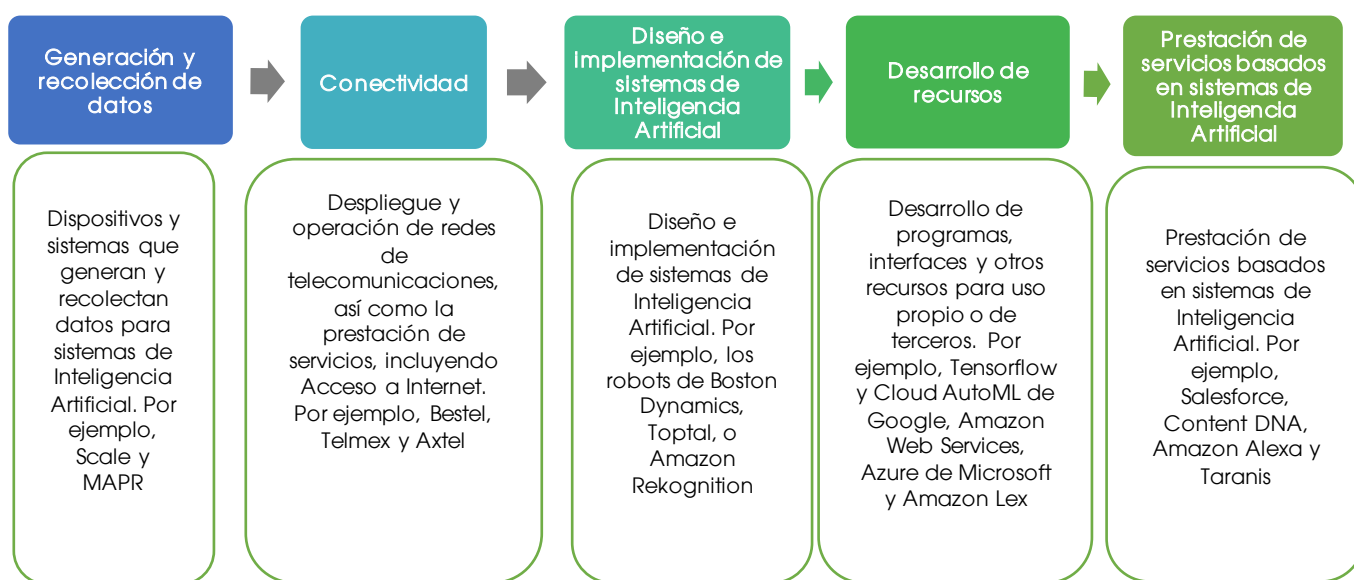 Generación y
recolección de
datos
Conectividad
Diseño e
Implementación de
sistemas de
Inteligencia
Artificial
Desarrollo de
recursos
Prestación de
servicios basados
en sistemas de
Inteligencia
Artificial
Dispositivos y
sistemas que
generan y
recolectan
datos para
sistemas de
Inteligencia
Artificial. Por
ejemplo,
Scale y
MAPR
Despliegue y
operación de redes
de
telecomunicaciones,
así como la
prestación de
servicios, incluyendo
Acceso a Internet.
Por ejemplo, Bestel,
Telmex y Axtel
Diseño e
implementación
de sistemas de
Inteligencia
Artificial. Por
ejemplo, los
robots de Boston
Dynamics,
Toptal, o
Amazon
Rekognition
Desarrollo de
programas,
interfaces y otros
recursos para uso
propio o de
terceros. Por
ejemplo, Tensorflow
y Cloud AutoML de
Google, Amazon
Web Services,
Azure de Microsoft
y Amazon Lex
Prestación de
servicios basados
en sistemas de
Inteligencia
Artificial. Por
ejemplo,
Salesforce,
Content DNA,
Amazon Alexa y
Taranis